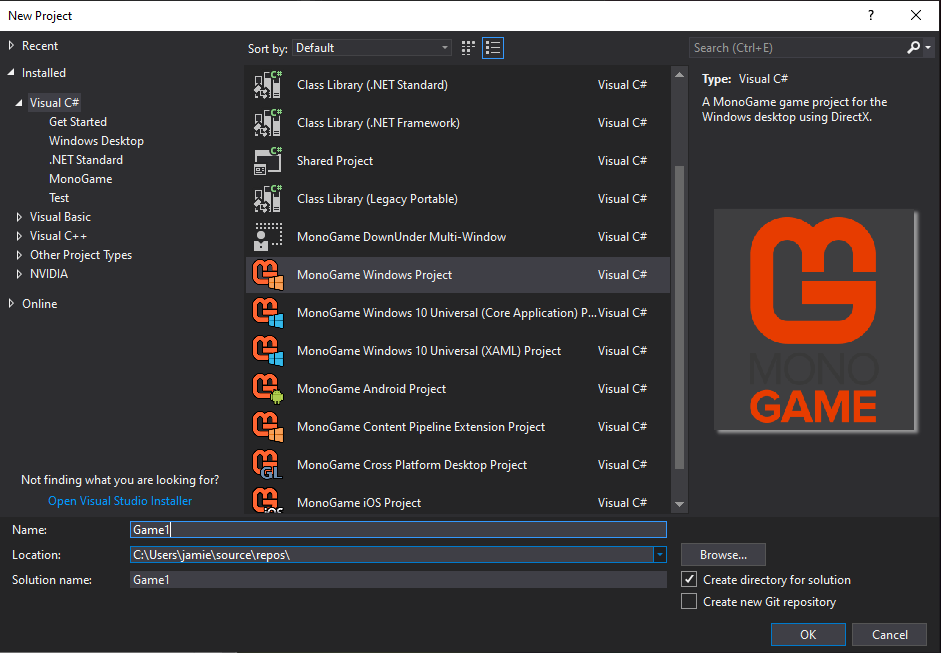 New Project
?
Recent
Installed
Visual C#
Get Started
Windows Desktop
.NET Standard
MonoGame
Test
Visual Basic
Visual C++
Other Project Types
NVIDIA
Online
Not finding what you are looking for?
Open Visual Studio Installer
Sort by: Default
Class Library (.NET Standard) Visual C#
Class Library (.NET Framework) Visual C#
Shared Project Visual C#
Class Library (Legacy Portable) Visual C#
MonoGame DownUnder Multi-Window Visual C#
MonoGame Windows Project Visual C#
MonoGame Windows 10 Universal (Core Application) P... Visual C#
MonoGame Windows 10 Universal (XAML) Project Visual C#
MonoGame Android Project Visual C#
MonoGame Content Pipeline Extension Project Visual C#
GL MonoGame Cross Platform Desktop Project Visual C#
iOS MonoGame iOS Project Visual C#
Search (Ctrl+E)
Type: Visual C#
A MonoGame game project for the
Windows desktop using DirectX.
MONO
GAME
Name: Game1
Location: C:\Users\jamie\source\repos\
Browse...
Solution name: Game1
Create directory for solution
Create new Git repository
OK Cancel